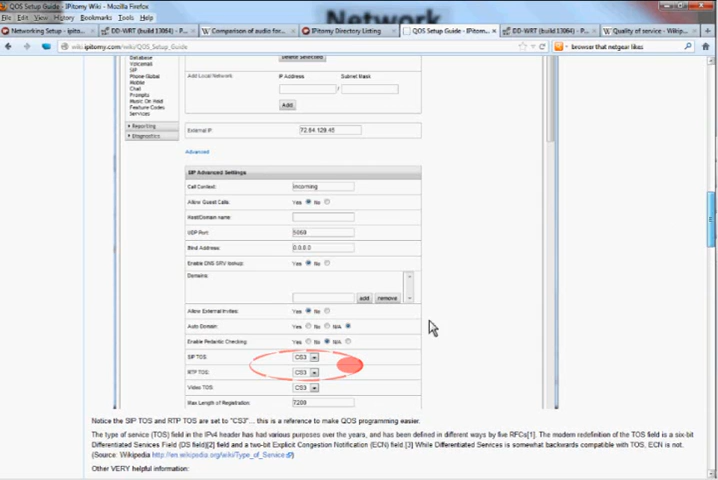 QOS Setup Guide - IPitomy Wiki - Mozilla Firefox
Network
File Edit View History Bookmarks Tools Help
Networking Setup - ipito... Comparison of audio for... IPitomy Directory Listing QOS Setup Guide - IPitom... DD-WRT (build 13064) - P... Quality of service - Wikip...
wiki.ipitomy.com/wiki/QOS_Setup_Guide
browser that netgear likes
Database
Voicemail
SIP
Phone Global
Mobile
Chat
Prompts
Music On Hold
Feature Codes
Services
Reporting
Diagnostics
Delete Selected
IP Address Subnet Mask
Add Local Network
Add
External IP 72.64.129.45
Advanced
SIP Advanced Settings
Call Context: incoming
Allow Guest Calls: Yes No
Host/Domain name:
UDP Port: 5060
Bind Address: 0.0.0.0
Enable DNS SRV lookup: Yes No
Domains:
add remove
Allow External Invites: Yes No
Auto Domain: Yes No N/A
Enable Pedantic Checking: Yes No N/A
SIP TOS: CS3
RTP TOS: CS3
Video TOS: CS3
Max Length of Registration: 7200
Notice the SIP TOS and RTP TOS are set to "CS3"... this is a reference to make QOS programming easier.
The type of service (TOS) field in the IPv4 header has had various purposes over the years, and has been defined in different ways by five RFCs[1]. The modern redefinition of the TOS field is a six-bit
Differentiated Services Field (DS field)[2] field and a two-bit Explicit Congestion Notification (ECN) field.[3] While Differentiated Services is somewhat backwards compatible with TOS, ECN is not.
(Source: Wikipedia http://en.wikipedia.org/wiki/Type_of_Service)
Other VERY helpful information: